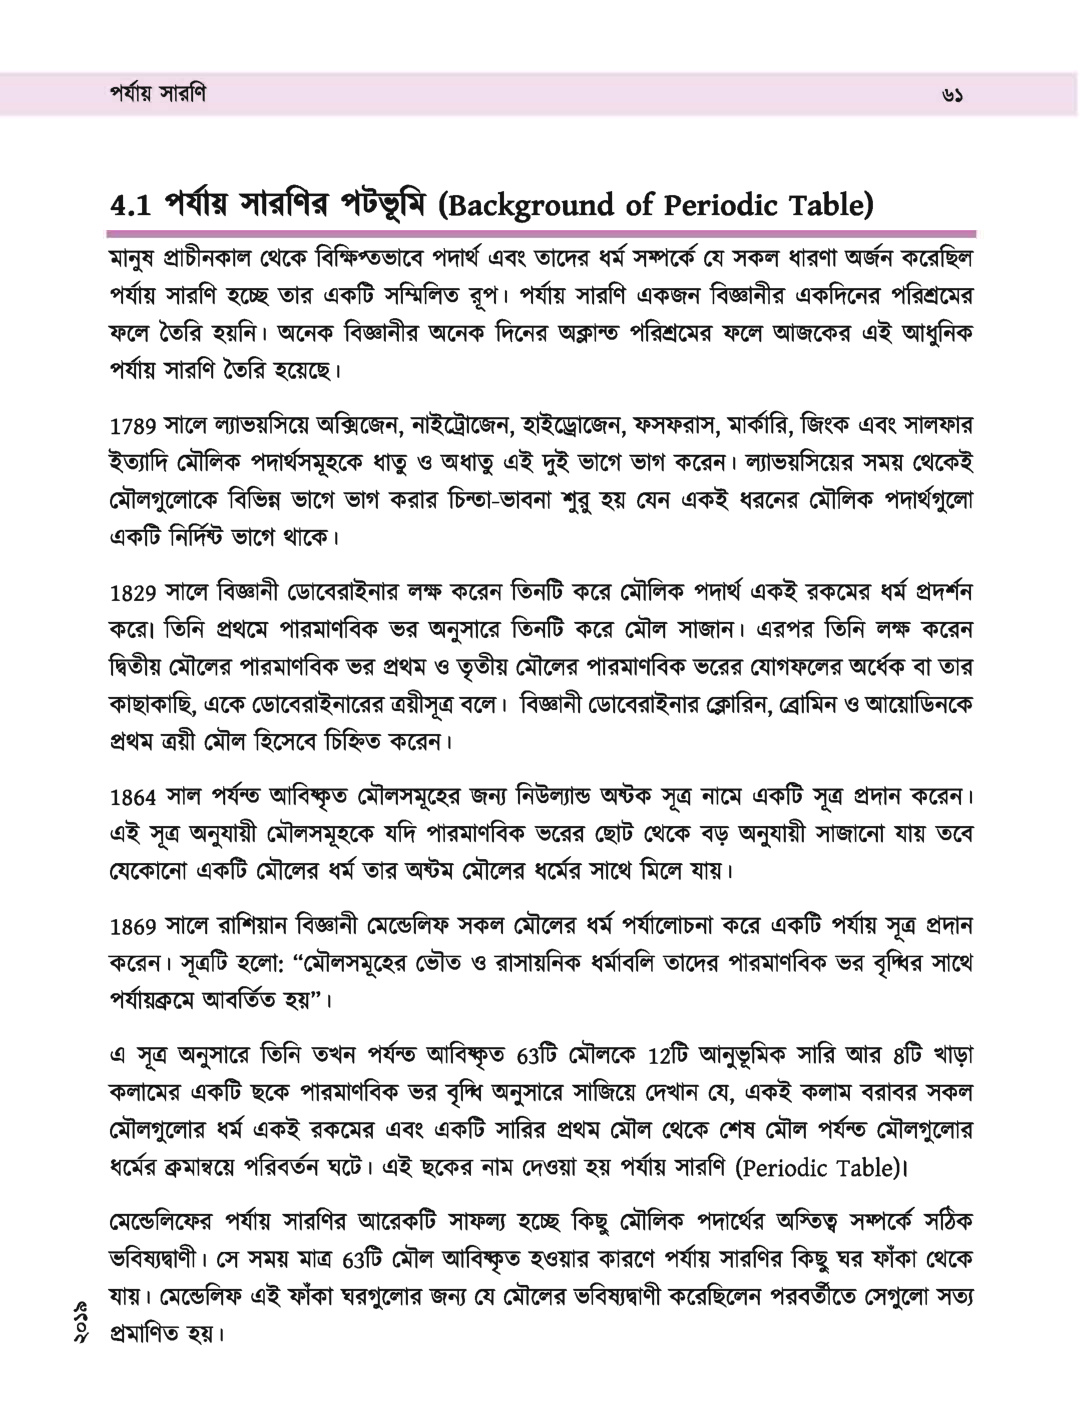 পর্যায় সারণি ৬১
4.1 পর্যায় সারণির পটভূমি (Background of Periodic Table)
মানুষ প্রাচীনকাল থেকে বিক্ষিপ্তভাবে পদার্থ এবং তাদের ধর্ম সম্পর্কে যে সকল ধারণা অর্জন করেছিল
পর্যায় সারণি হচ্ছে তার একটি সম্মিলিত রূপ। পর্যায় সারণি একজন বিজ্ঞানীর একদিনের পরিশ্রমের
ফলে তৈরি হয়নি। অনেক বিজ্ঞানীর অনেক দিনের অক্লান্ত পরিশ্রমের ফলে আজকের এই আধুনিক
পর্যায় সারণি তৈরি হয়েছে।
1789 সালে ল্যাভয়সিয়ে অক্সিজেন, নাইট্রোজেন, হাইড্রোজেন, ফসফরাস, মার্কারি, জিংক এবং সালফার
ইত্যাদি মৌলিক পদার্থসমূহকে ধাতু ও অধাতু এই দুই ভাগে ভাগ করেন। ল্যাভয়সিয়ের সময় থেকেই
মৌলগুলোকে বিভিন্ন ভাগে ভাগ করার চিন্তা-ভাবনা শুরু হয় যেন একই ধরনের মৌলিক পদার্থগুলো
একটি নির্দিষ্ট ভাগে থাকে।
1829 সালে বিজ্ঞানী ডোবেরাইনার লক্ষ করেন তিনটি করে মৌলিক পদার্থ একই রকমের ধর্ম প্রদর্শন
করে। তিনি প্রথমে পারমাণবিক ভর অনুসারে তিনটি করে মৌল সাজান। এরপর তিনি লক্ষ করেন
দ্বিতীয় মৌলের পারমাণবিক ভর প্রথম ও তৃতীয় মৌলের পারমাণবিক ভরের যোগফলের অর্ধেক বা তার
কাছাকাছি, একে ডোবেরাইনারের ত্রয়ীসূত্র বলে। বিজ্ঞানী ডোবেরাইনার ক্লোরিন, ব্রোমিন ও আয়োডিনকে
প্রথম ত্রয়ী মৌল হিসেবে চিহ্নিত করেন।
1864 সাল পর্যন্ত আবিষ্কৃত মৌলসমূহের জন্য নিউল্যান্ড অষ্টক সূত্র নামে একটি সূত্র প্রদান করেন।
এই সূত্র অনুযায়ী মৌলসমূহকে যদি পারমাণবিক ভরের ছোট থেকে বড় অনুযায়ী সাজানো যায় তবে
যেকোনো একটি মৌলের ধর্ম তার অষ্টম মৌলের ধর্মের সাথে মিলে যায়।
1869 সালে রাশিয়ান বিজ্ঞানী মেন্ডেলিফ সকল মৌলের ধর্ম পর্যালোচনা করে একটি পর্যায় সূত্র প্রদান
করেন। সূত্রটি হলো: “মৌলসমূহের ভৌত ও রাসায়নিক ধর্মাবলি তাদের পারমাণবিক ভর বৃদ্ধির সাথে
পর্যায়ক্রমে আবর্তিত হয়”।
এ সূত্র অনুসারে তিনি তখন পর্যন্ত আবিষ্কৃত 63টি মৌলকে 12টি আনুভূমিক সারি আর 8টি খাড়া
কলামের একটি ছকে পারমাণবিক ভর বৃদ্ধি অনুসারে সাজিয়ে দেখান যে, একই কলাম বরাবর সকল
মৌলগুলোর ধর্ম একই রকমের এবং একটি সারির প্রথম মৌল থেকে শেষ মৌল পর্যন্ত মৌলগুলোর
ধর্মের ক্রমান্বয়ে পরিবর্তন ঘটে। এই ছকের নাম দেওয়া হয় পর্যায় সারণি (Periodic Table)।
মেন্ডেলিফের পর্যায় সারণির আরেকটি সাফল্য হচ্ছে কিছু মৌলিক পদার্থের অস্তিত্ব সম্পর্কে সঠিক
ভবিষ্যদ্বাণী। সে সময় মাত্র 63টি মৌল আবিষ্কৃত হওয়ার কারণে পর্যায় সারণির কিছু ঘর ফাঁকা থেকে
যায়। মেন্ডেলিফ এই ফাঁকা ঘরগুলোর জন্য যে মৌলের ভবিষ্যদ্বাণী করেছিলেন পরবর্তীতে সেগুলো সত্য
প্রমাণিত হয়।
২০১৯